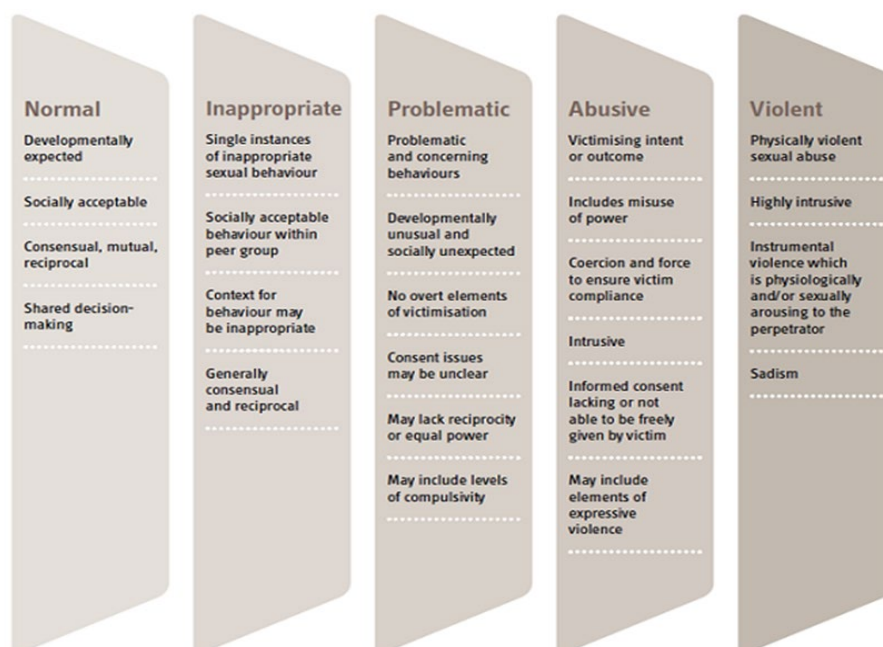 Normal
Developmentally
expected
Socially acceptable
Consensual, mutual,
reciprocal
Shared decision-
making
Inappropriate
Single instances
of inappropriate
sexual behaviour
Socially acceptable
behaviour within
peer group
Context for
behaviour may
be inappropriate
Generally
consensual
and reciprocal
Problematic
Problematic
and concerning
behaviours
Developmentally
unusual and
socially unexpected
No overt elements
of victimisation
Consent issues
may be unclear
May lack reciprocity
or equal power
May include levels
of compulsivity
Abusive
Victimising intent
or outcome
Includes misuse
of power
Coercion and force
to ensure victim
compliance
Intrusive
Informed consent
lacking or not
able to be freely
given by victim
May include
elements of
expressive
violence
Violent
Physically violent
sexual abuse
Highly intrusive
Instrumental
violence which
is physiologically
and/or sexually
arousing to the
perpetrator
Sadism